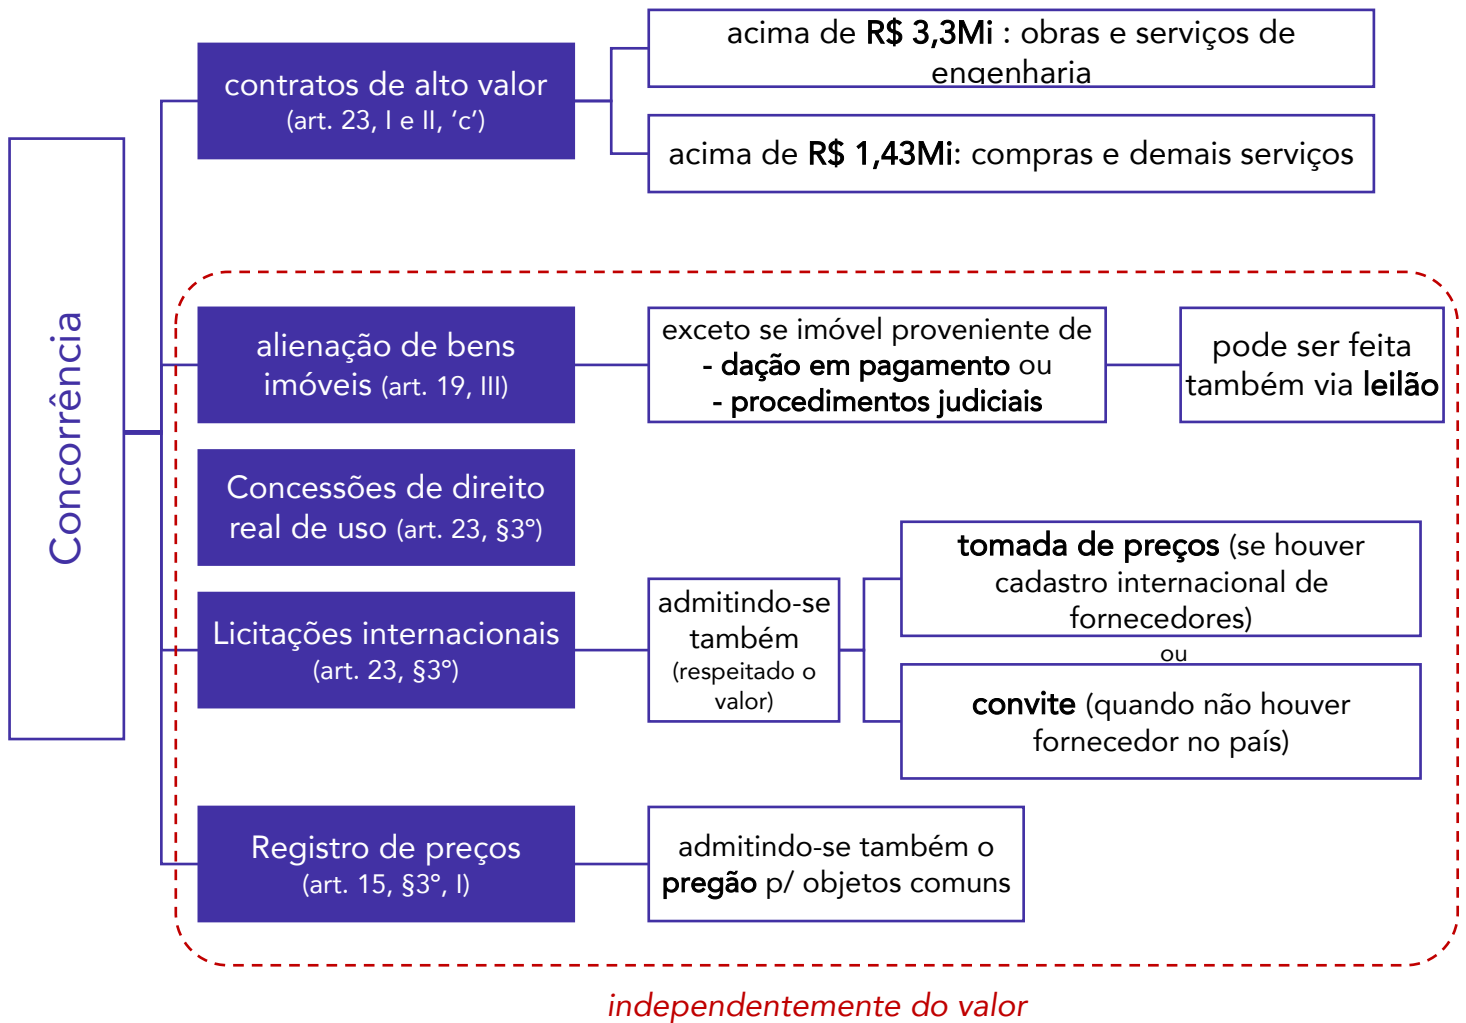 Concorrência
contratos de alto valor
(art. 23, I e II, ‘c’)
acima de R$ 3,3Mi : obras e serviços de
engenharia
acima de R$ 1,43Mi: compras e demais serviços
alienação de bens
imóveis (art. 19, III)
exceto se imóvel proveniente de
- dação em pagamento ou
- procedimentos judiciais
pode ser feita
também via leilão
Concessões de direito
real de uso (art. 23, §3º)
Licitações internacionais
(art. 23, §3º)
admitindo-se
também
(respeitado o
valor)
tomada de preços (se houver
cadastro internacional de
fornecedores)
ou
convite (quando não houver
fornecedor no país)
Registro de preços
(art. 15, §3º, I)
admitindo-se também o
pregão p/ objetos comuns
independentemente do valor